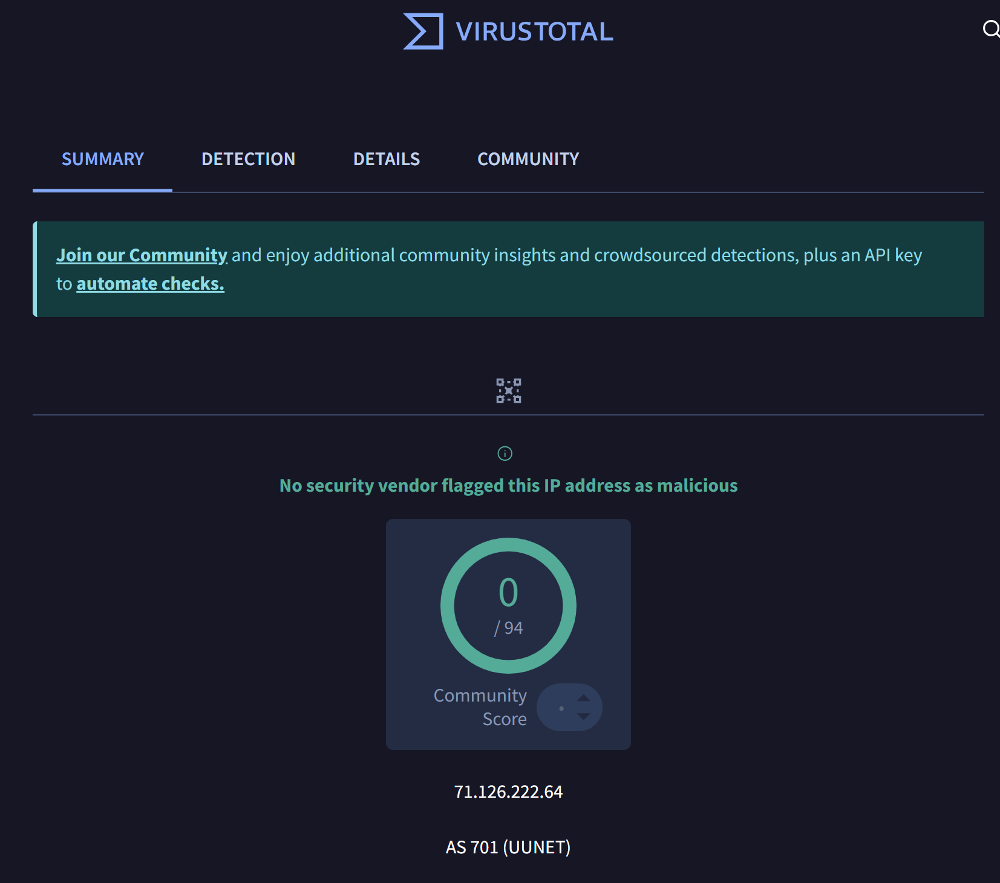 VIRUSTOTAL
SUMMARY DETECTION DETAILS COMMUNITY
Join our Community and enjoy additional community insights and crowdsourced detections, plus an API key
to automate checks.
No security vendor flagged this IP address as malicious
0
/ 94
Community
Score
71.126.222.64
AS 701 (UUNET)